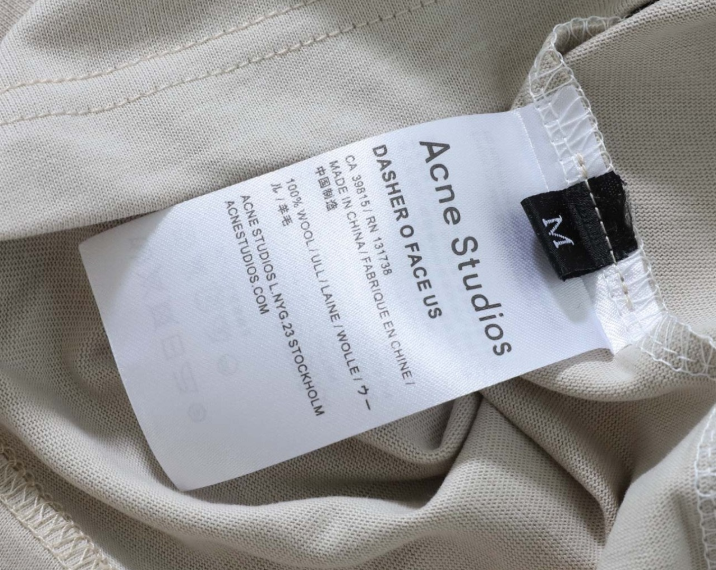 Acne Studios
DASHER O FACE US
CA 39815 / RN 131738
MADE IN CHINA / FABRIQUE EN CHINE /
中国制造
100% WOOL / ULL / LAINE / WOLLE / ウー
ル / 羊毛
ACNE STUDIOS L.NYG.23 STOCKHOLM
ACNESTUDIOS.COM
M